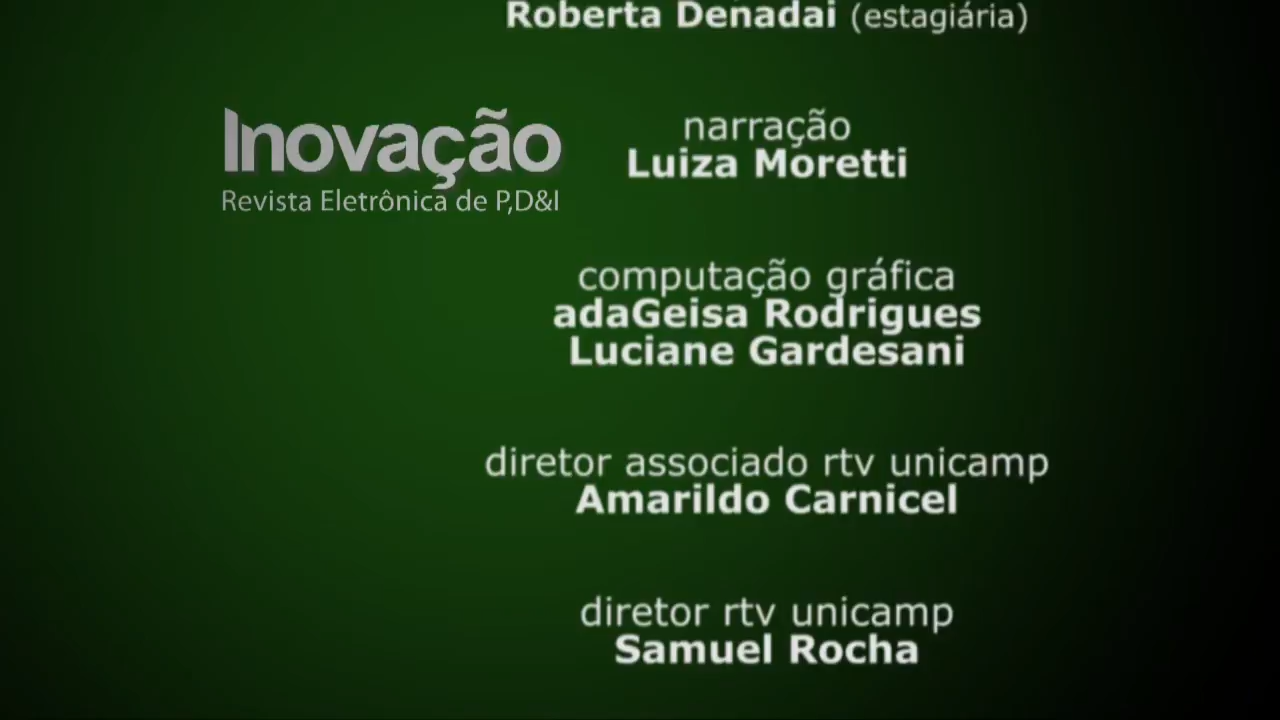 Roberta Denadai (estagiária)
Inovação
Revista Eletrônica de P,D&I
narração
Luiza Moretti
computação gráfica
adaGeisa Rodrigues
Luciane Gardesani
diretor associado rtv unicamp
Amarildo Carnicel
diretor rtv unicamp
Samuel Rocha